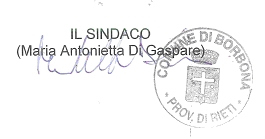 IL SINDACO
(Maria Antonietta Di Gaspare)
COMUNE DI BORBONA
* PROV. DI RIETI *